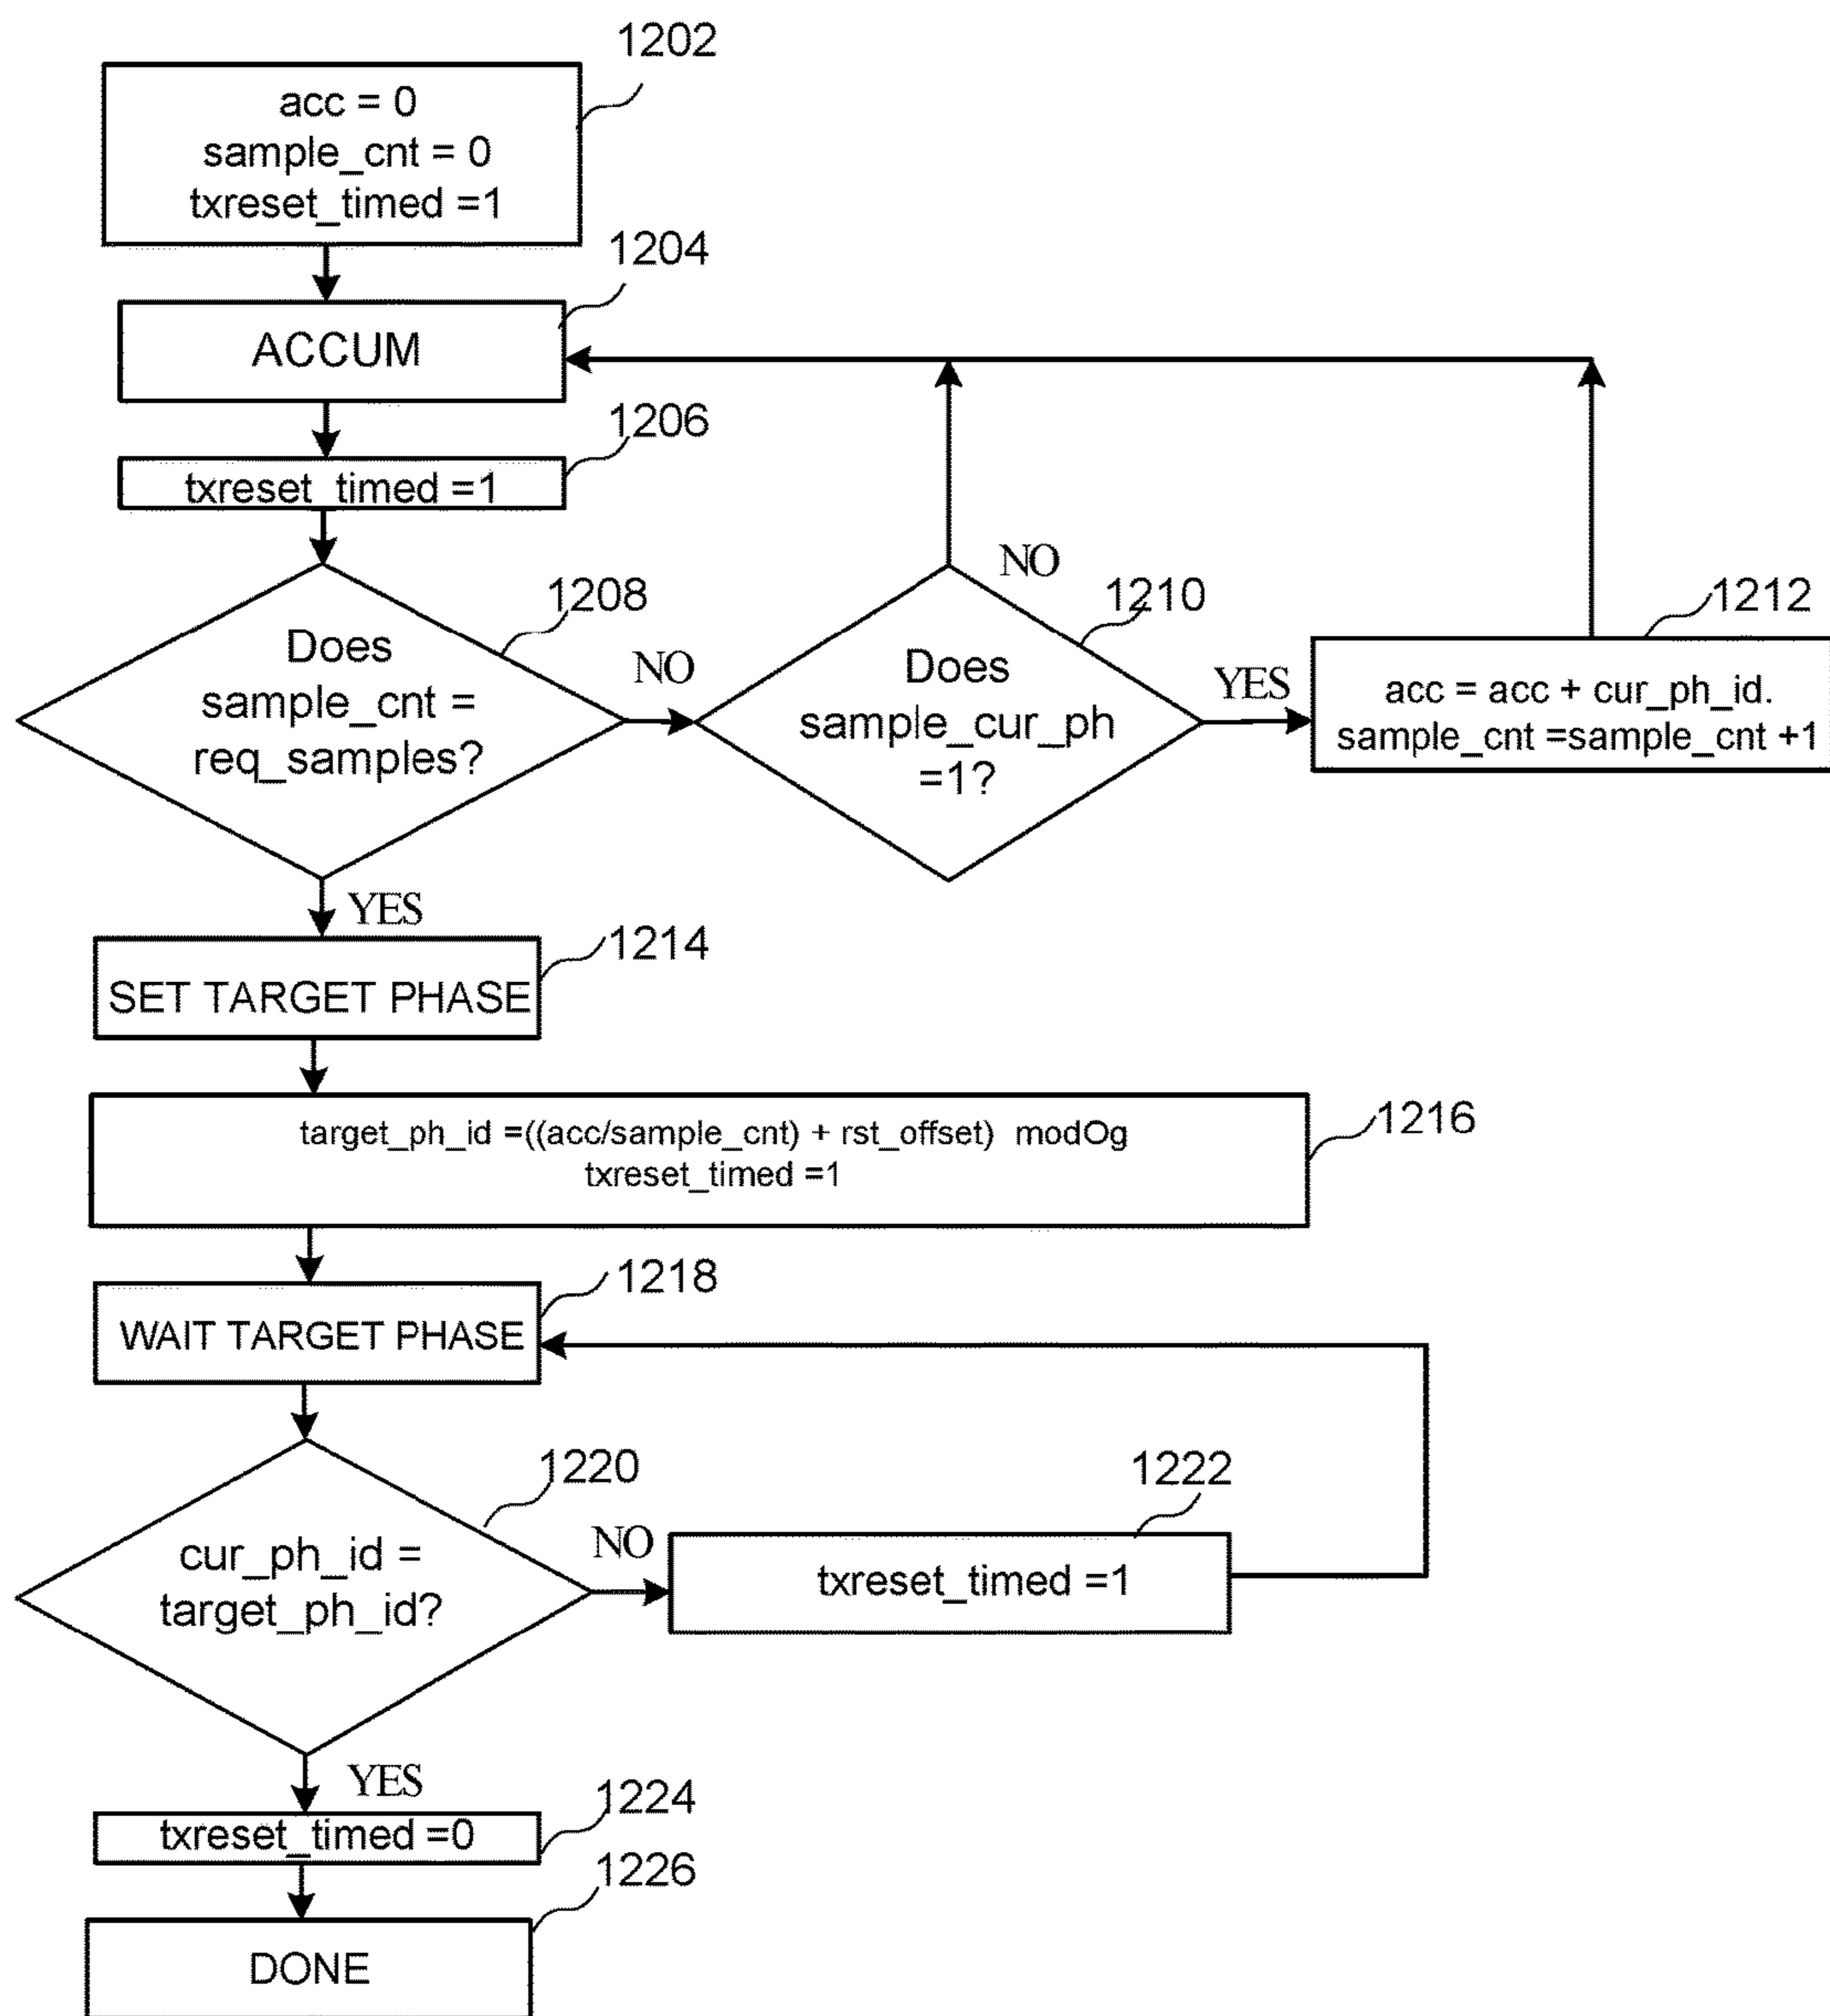 1202
acc = 0
sample_cnt = 0
txreset_timed =1
1204
ACCUM
1206
txreset_timed =1
1208
Does
sample_cnt =
req_samples?
NO
1210
NO
Does
sample_cur_ph
=1?
YES
1212
acc = acc + cur_ph_id.
sample_cnt =sample_cnt +1
YES
1214
SET TARGET PHASE
1216
target_ph_id =((acc/sample_cnt) + rst_offset) modOg
txreset_timed =1
1218
WAIT TARGET PHASE
1220
cur_ph_id =
target_ph_id?
NO
1222
txreset_timed =1
YES
1224
txreset_timed =0
1226
DONE